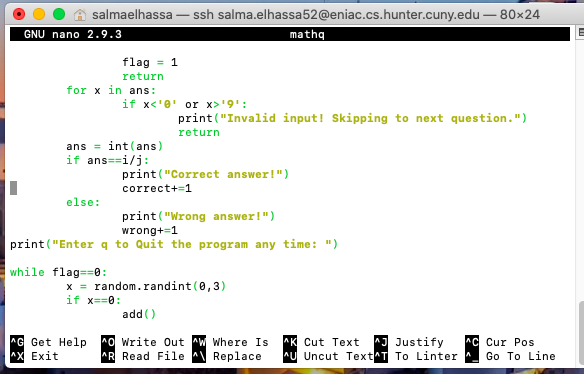 salmaelhassa — ssh salma.elhassa52@eniac.cs.hunter.cuny.edu — 80×24
GNU nano 2.9.3 mathq
flag = 1
return
for x in ans:
if x<'0' or x>'9':
print("Invalid input! Skipping to next question.")
return
ans = int(ans)
if ans==i/j:
print("Correct answer!")
correct+=1
else:
print("Wrong answer!")
wrong+=1
print("Enter q to Quit the program any time: ")
while flag==0:
x = random.randint(0,3)
if x==0:
add()
^G Get Help ^O Write Out ^W Where Is ^K Cut Text ^J Justify ^C Cur Pos
^X Exit ^R Read File ^\ Replace ^U Uncut Text ^T To Linter ^_ Go To Line